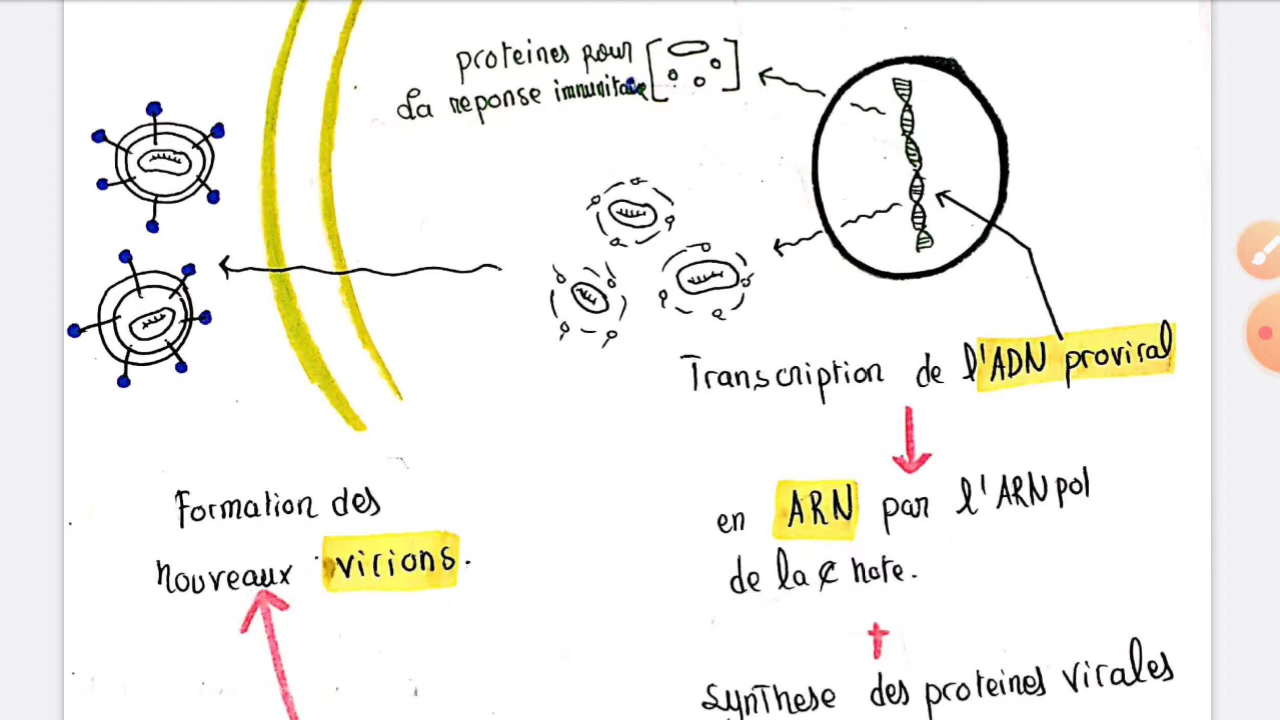 proteines pour
La reponse immunitaire
Transcription de l'ADN proviral
en ARN par l'ARN pol
de la ¢ hote.
+
Synthese des proteines virales
Formation des
nouveaux virions.